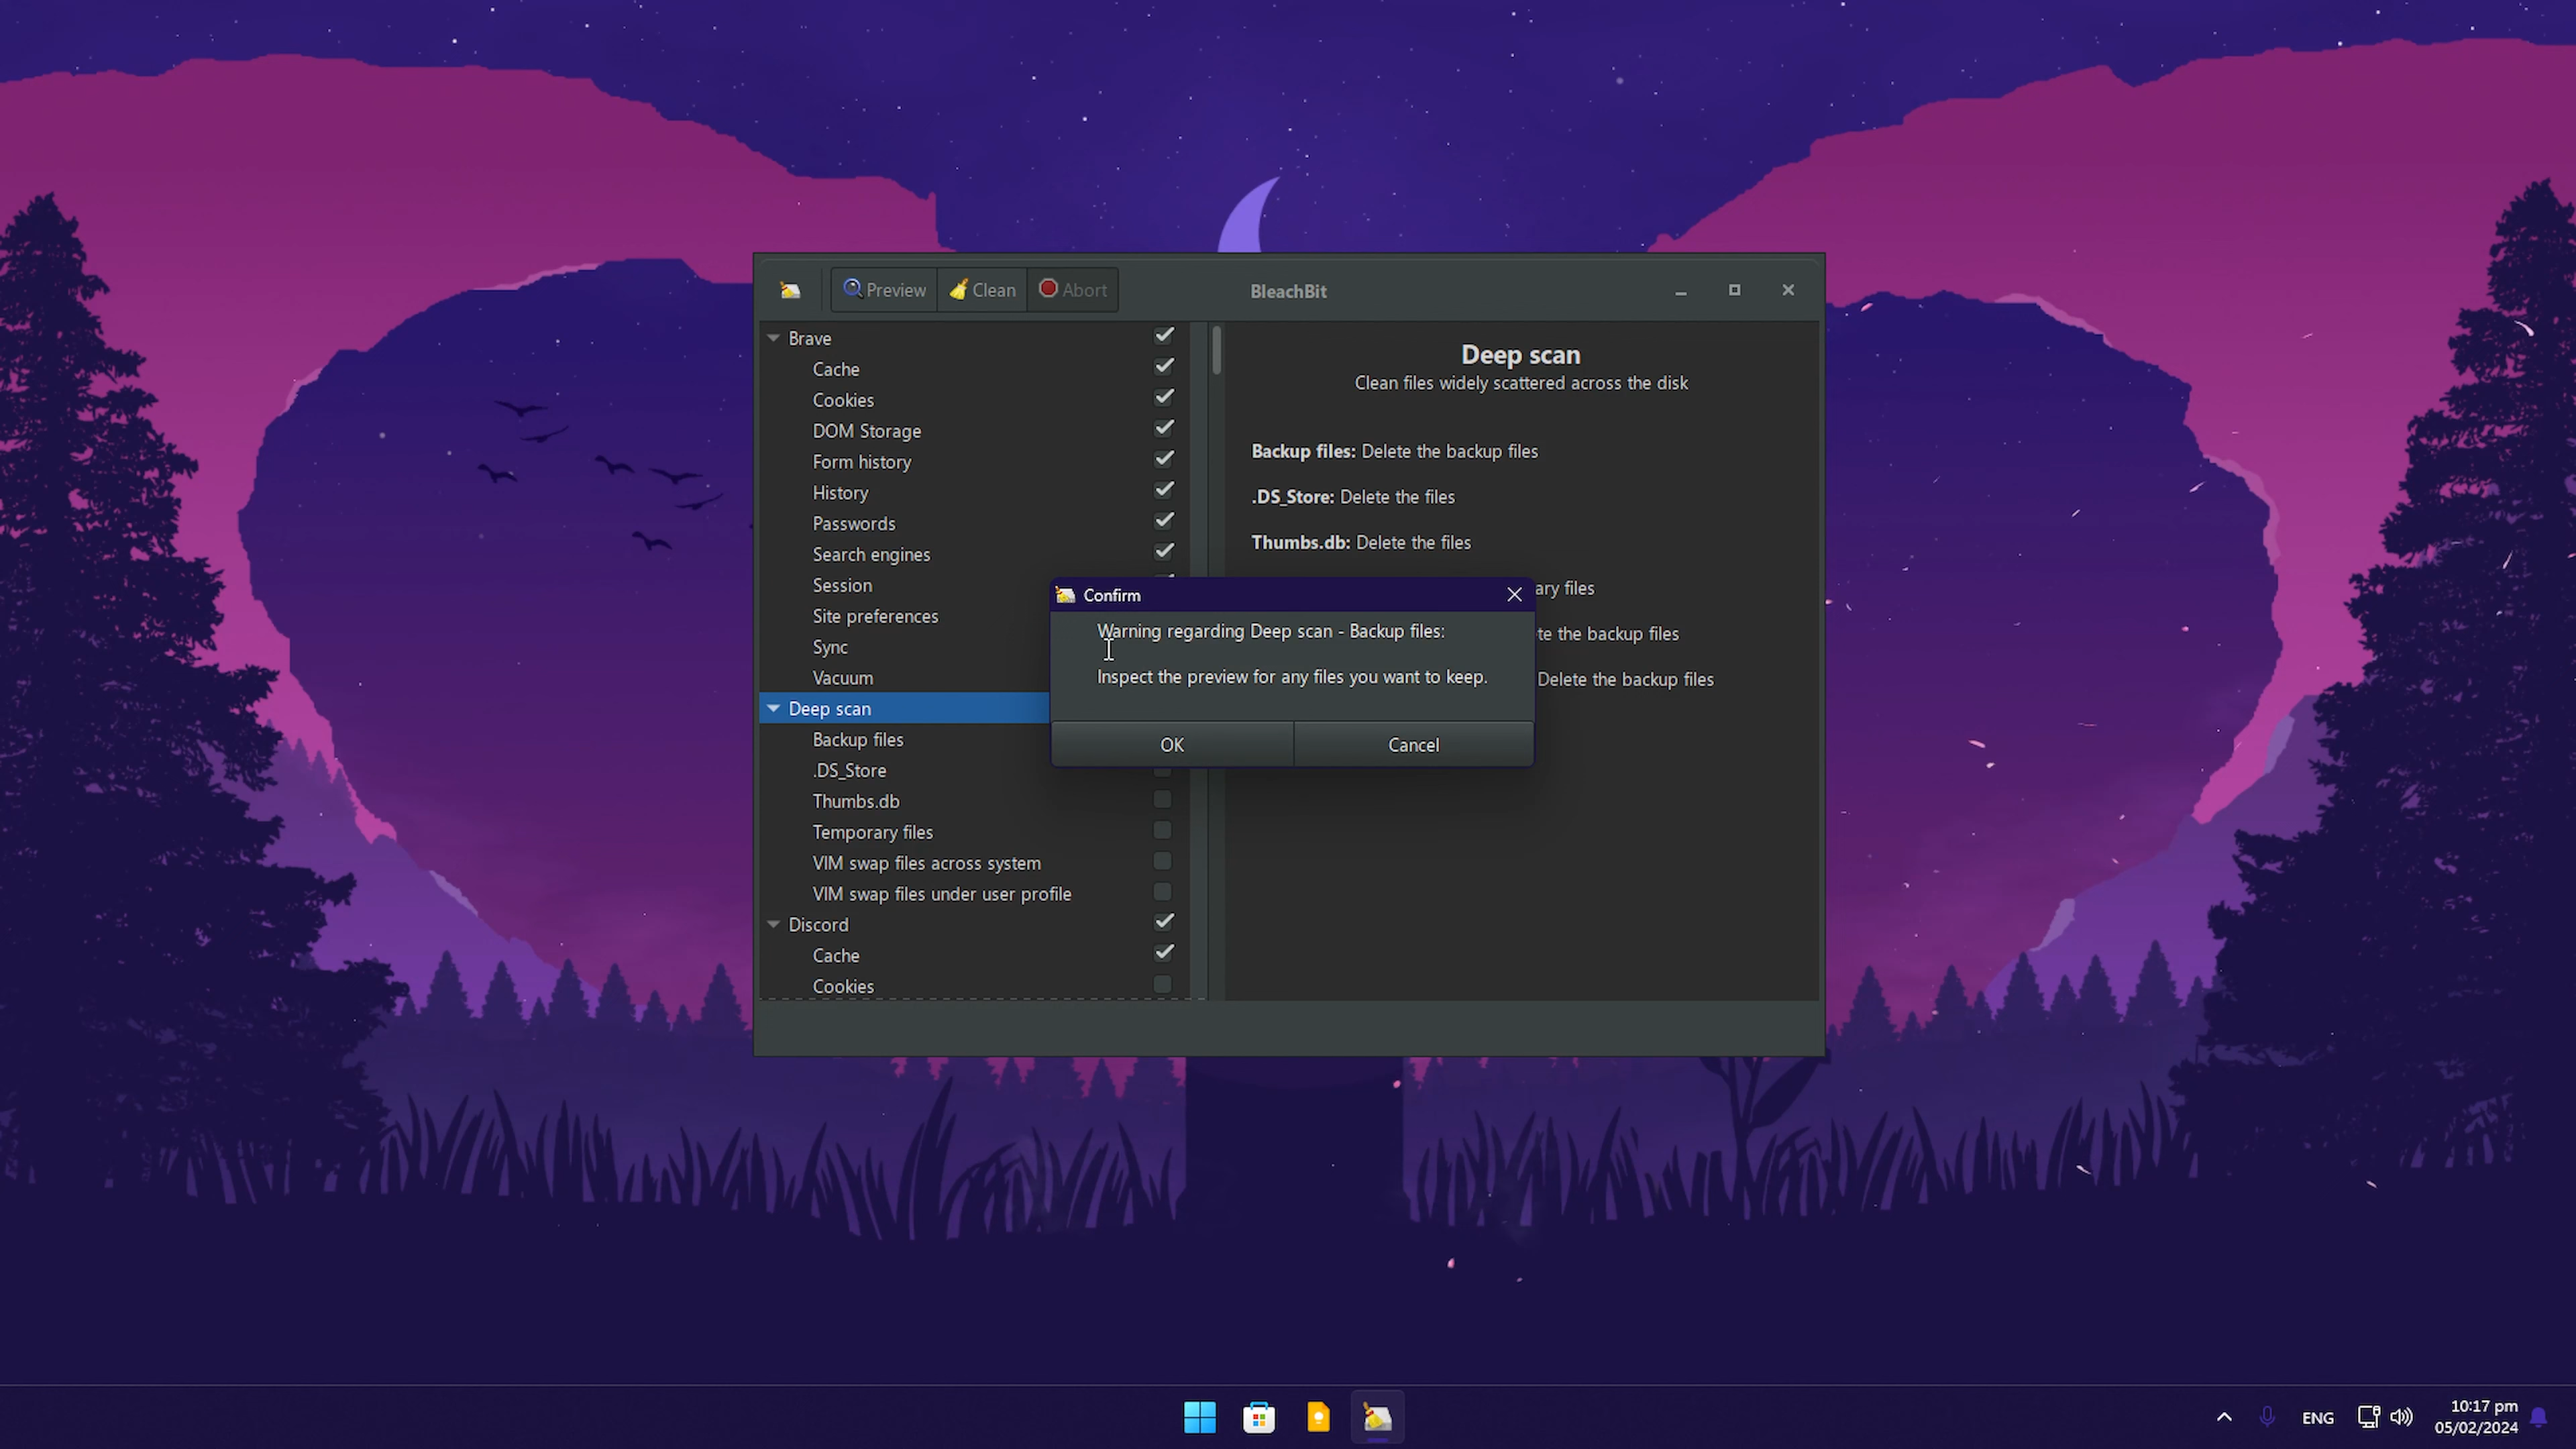 Preview Clean Abort BleachBit
Brave
Cache
Cookies
DOM Storage
Form history
History
Passwords
Search engines
Session
Site preferences
Sync
Vacuum
Deep scan
Backup files
.DS_Store
Thumbs.db
Temporary files
VIM swap files across system
VIM swap files under user profile
Discord
Cache
Cookies
Deep scan
Clean files widely scattered across the disk
Backup files: Delete the backup files
.DS_Store: Delete the files
Thumbs.db: Delete the files
ary files
te the backup files
Delete the backup files
Confirm
Warning regarding Deep scan - Backup files:
Inspect the preview for any files you want to keep.
OK Cancel
ENG
10:17 pm
05/02/2024